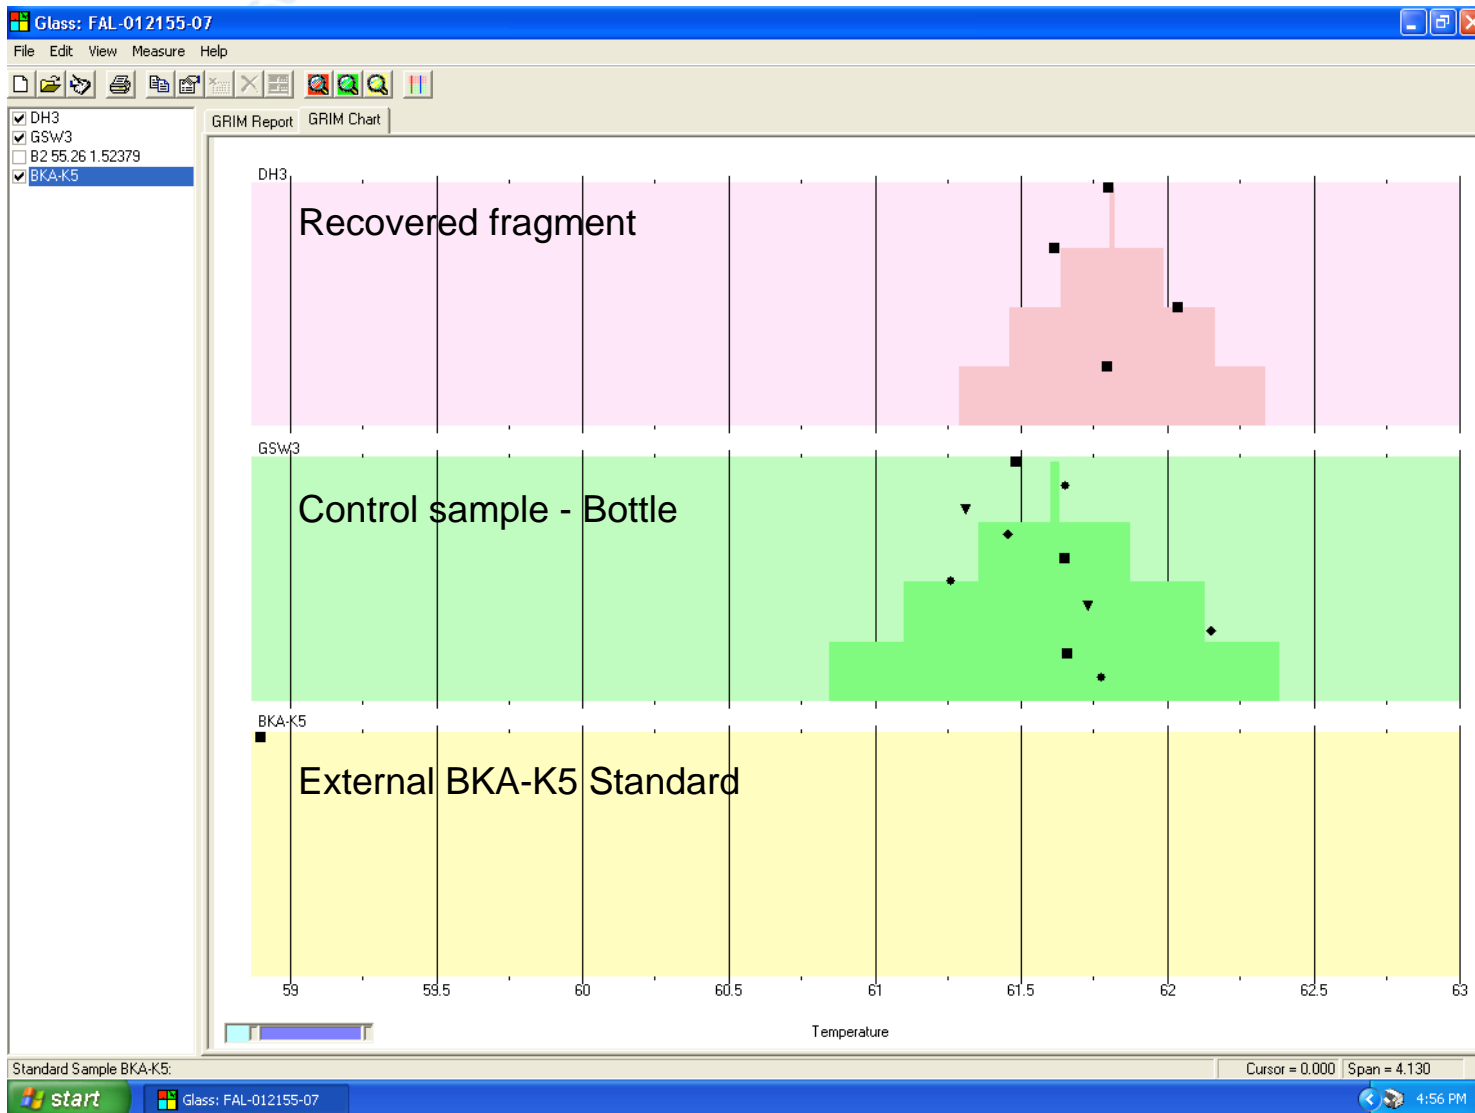 Glass: FAL-012155-07
File Edit View Measure Help
DH3
GSW3
B2 55.26 1.52379
BKA-K5
GRIM Report GRIM Chart
DH3
Recovered fragment
GSW3
Control sample - Bottle
BKA-K5
External BKA-K5 Standard
59 59.5 60 60.5 61 61.5 62 62.5 63
Temperature
Standard Sample BKA-K5: Cursor = 0.000 Span = 4.130
start Glass: FAL-012155-07 4:56 PM